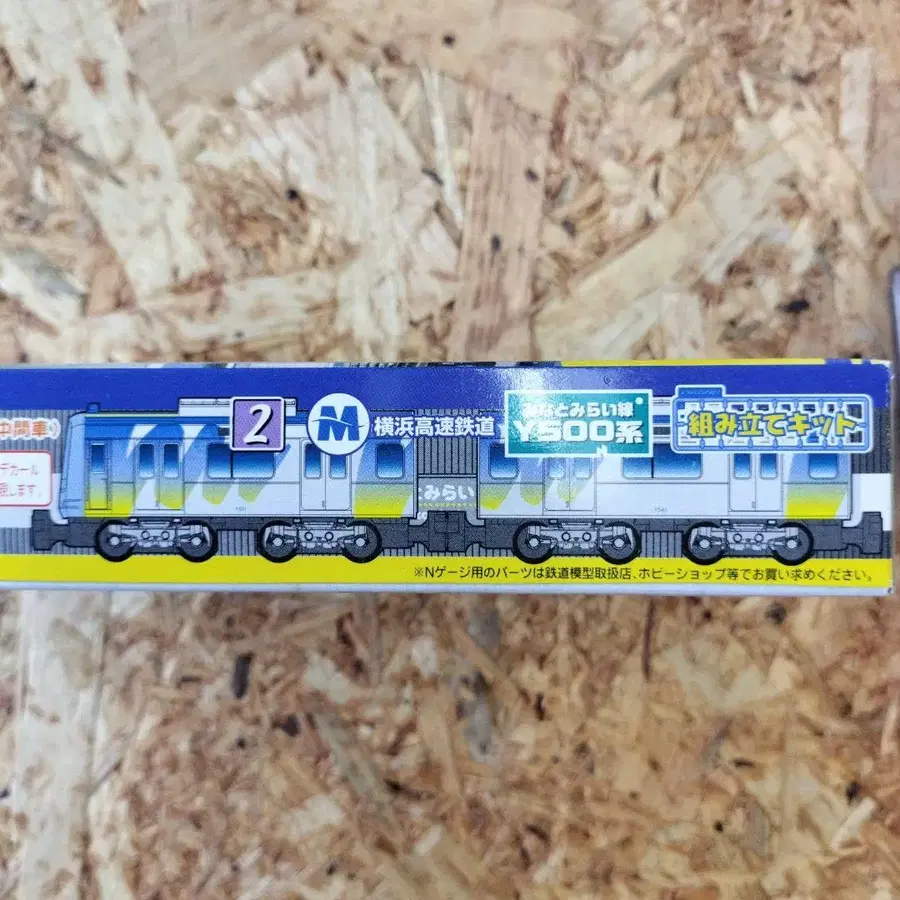 中間車)
デカール
2
M
横浜高速鉄道
みなとみらい線
Y500系
組み立てキット
とみらい
※Nゲージ用のパーツは鉄道模型取扱店、ホビーショップ等でお買い求めください。